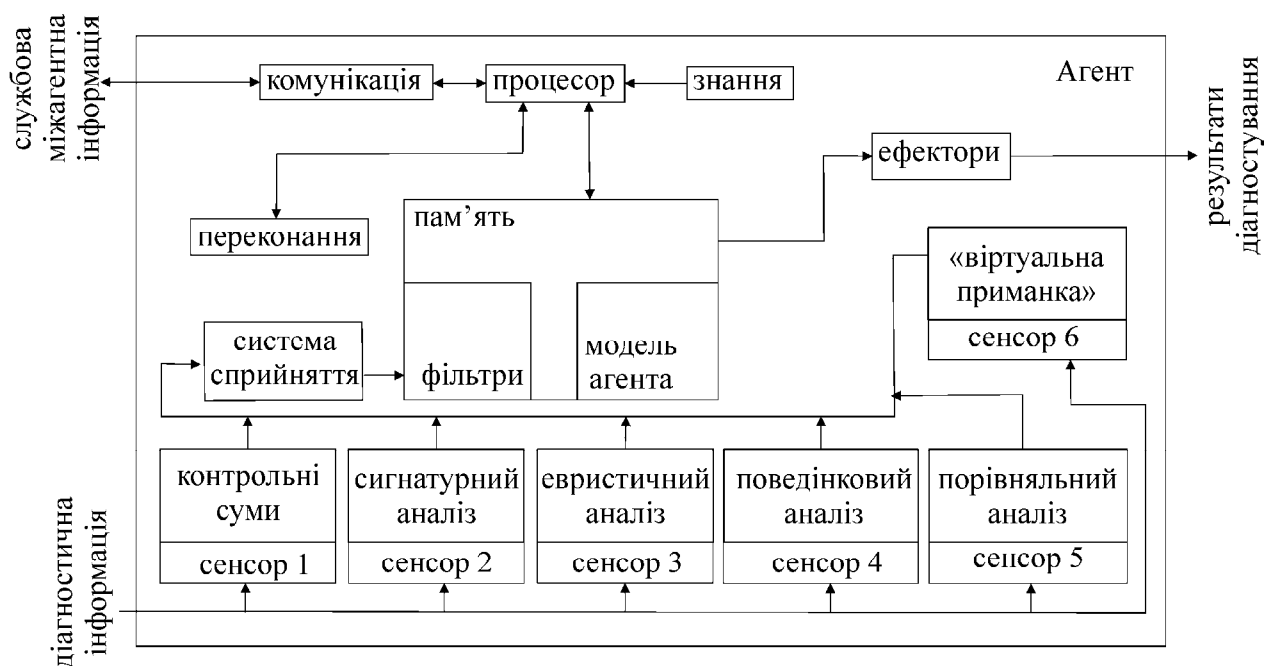 службова
міжагентна
інформація
Агент
комунікація
процесор
знання
ефектори
результати
діагностування
переконання
пам’ять
«віртуальна
приманка»
сенсор 6
система
сприйняття
фільтри
модель
агента
контрольні
суми
сенсор 1
сигнатурний
аналіз
сенсор 2
евристичний
аналіз
сенсор 3
поведінковий
аналіз
сенсор 4
порівняльний
аналіз
сенсор 5
діагностична
інформація